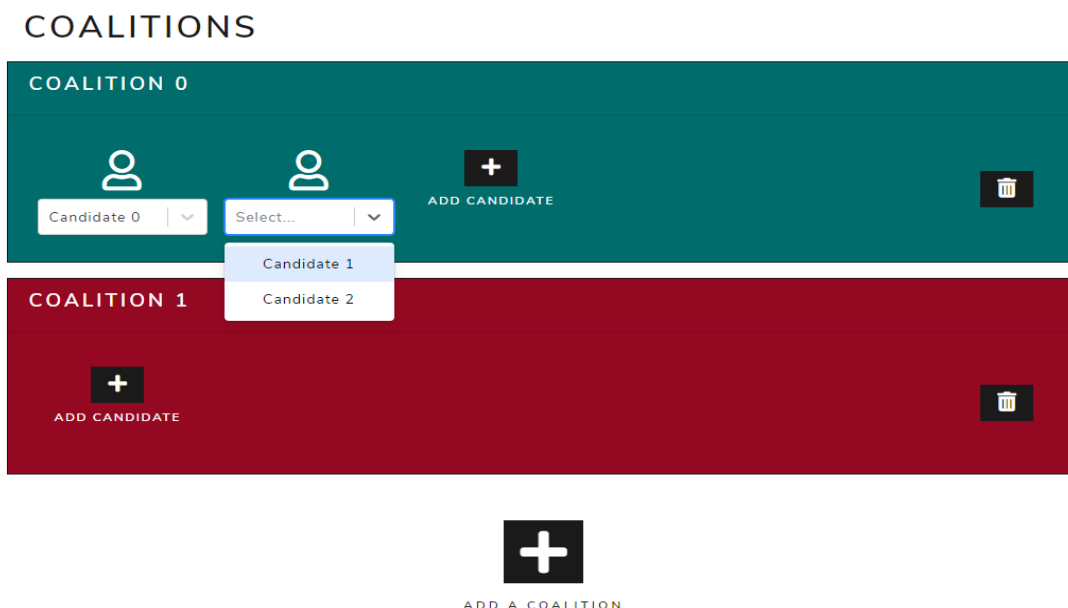 COALITIONS
COALITION 0
ADD CANDIDATE
Candidate 0
Select...
Candidate 1
Candidate 2
COALITION 1
ADD CANDIDATE
ADD A COALITION